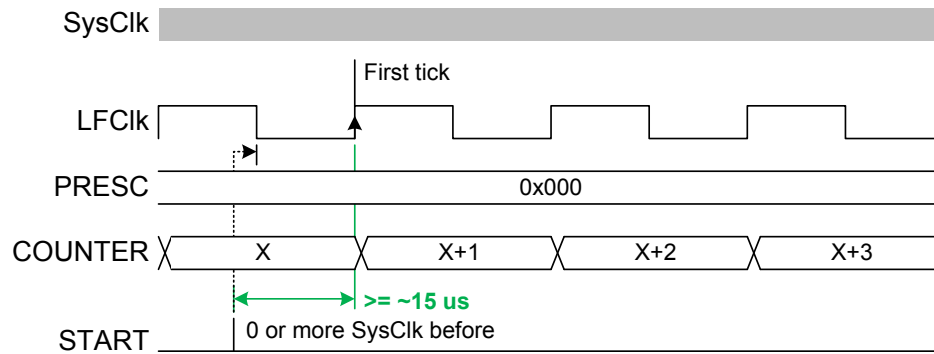 SysClk
First tick
LFClk
PRESC
0x000
COUNTER
X
X+1
X+2
X+3
>= ~15 us
0 or more SysClk before
START